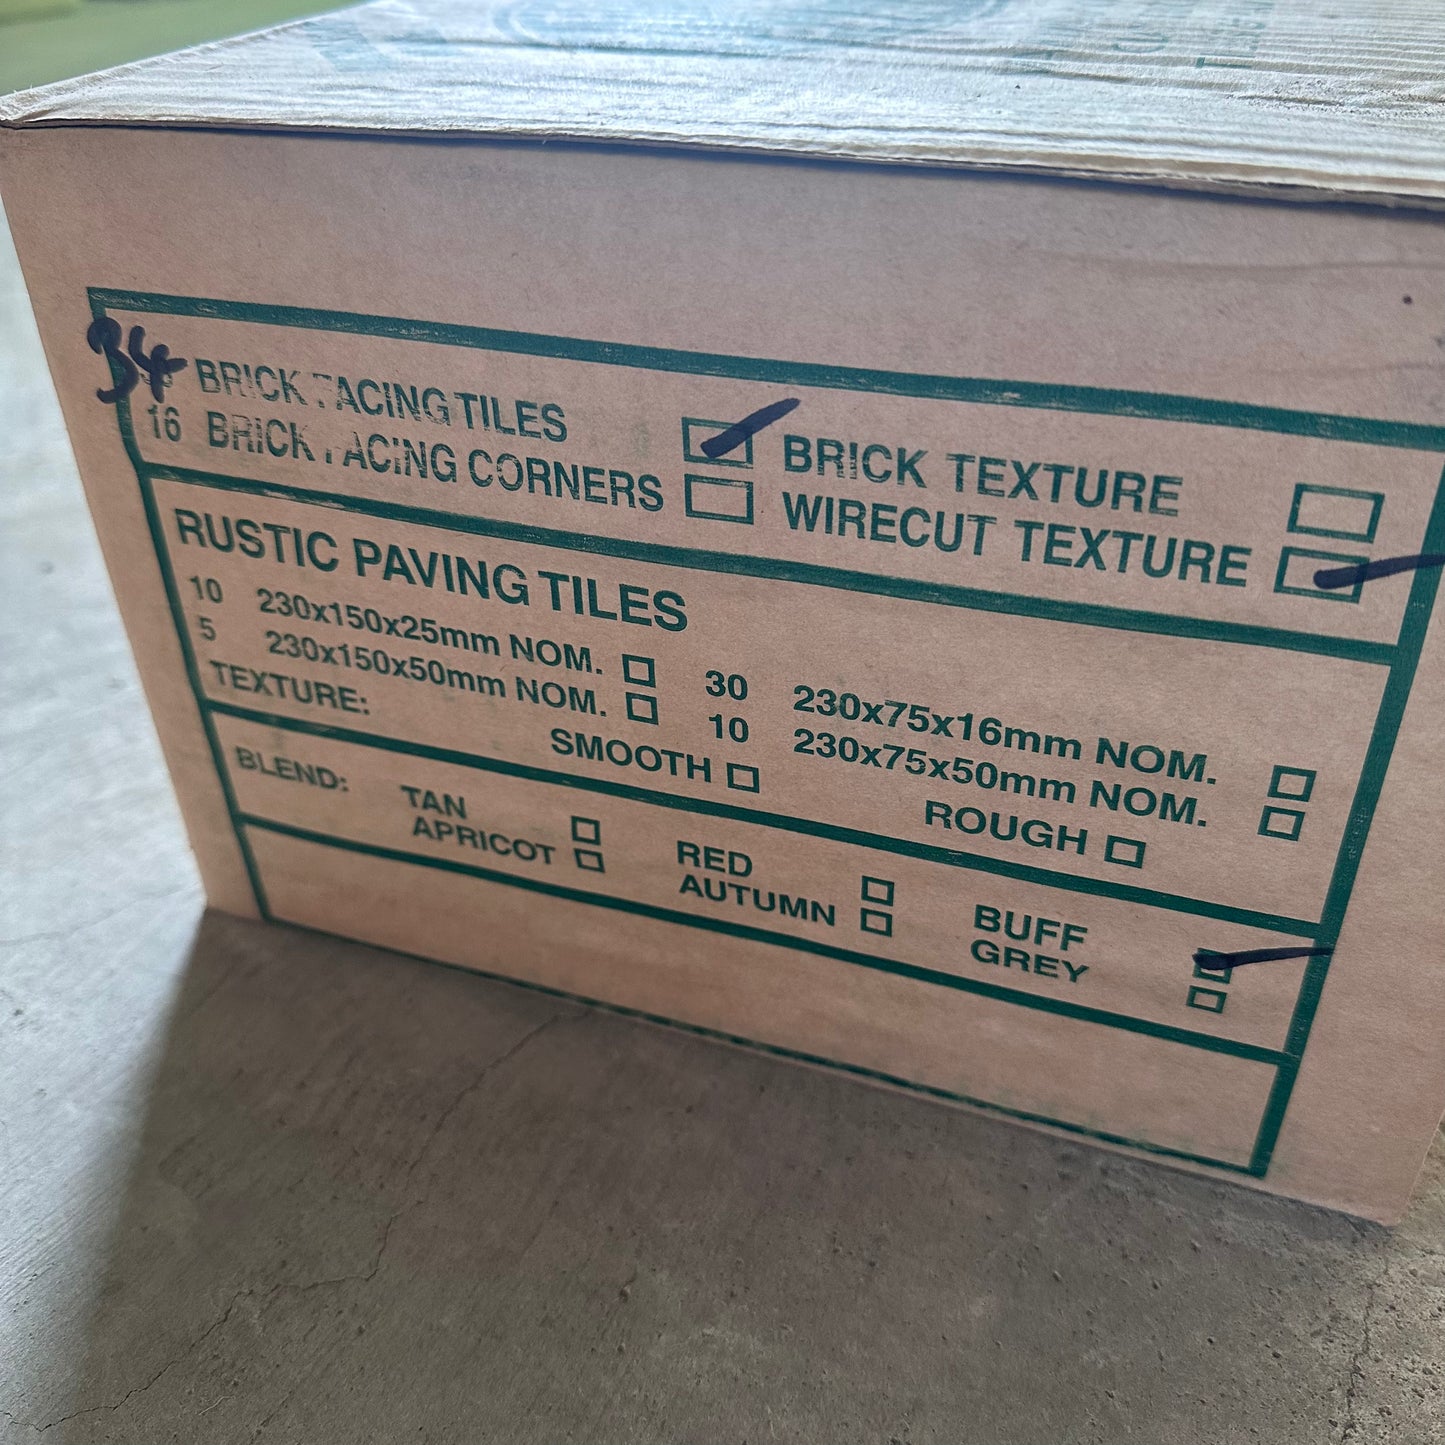 34 BRICK FACING TILES
16 BRICK FACING CORNERS
BRICK TEXTURE
WIRECUT TEXTURE
RUSTIC PAVING TILES
10 230x150x25mm NOM.
5 230x150x50mm NOM.
30 230x75x16mm NOM.
10 230x75x50mm NOM.
TEXTURE: SMOOTH ROUGH
BLEND: TAN RED BUFF
APRICOT AUTUMN GREY